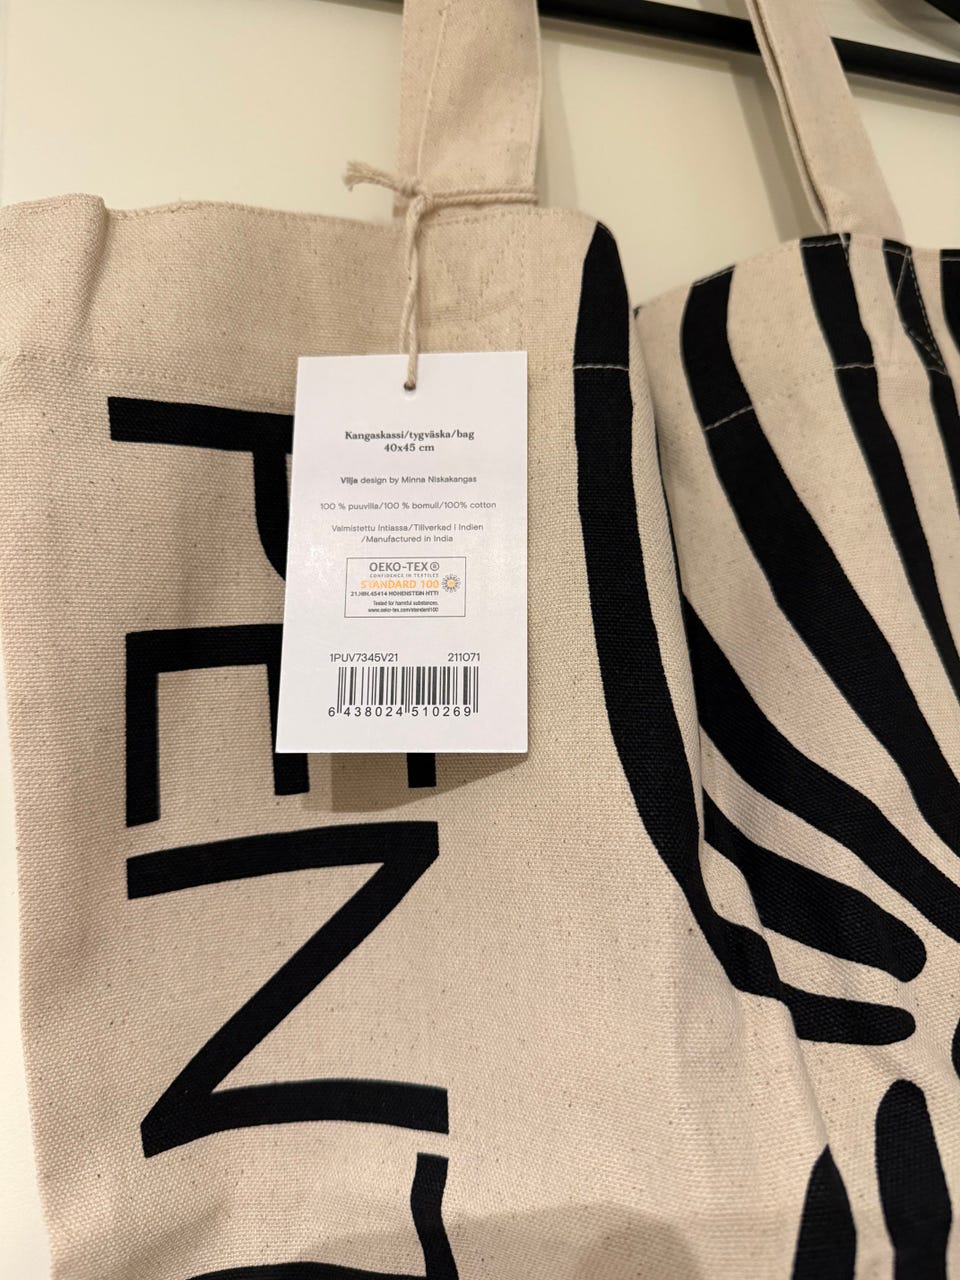 PEN
Kangaskassi/tygväska/bag
40x45 cm
Vilja design by Minna Niskakangas
100 % puuvilla/100 % bomull/100% cotton
Valmistettu Intiassa/Tillverkad i Indien
/Manufactured in India
OEKO-TEX®
CONFIDENCE IN TEXTILES
STANDARD 100
21.HIN.45414 HOHENSTEIN HTTI
Tested for harmful substances.
www.oeko-tex.com/standard100
1PUV7345V21 211071
6 438024 510269